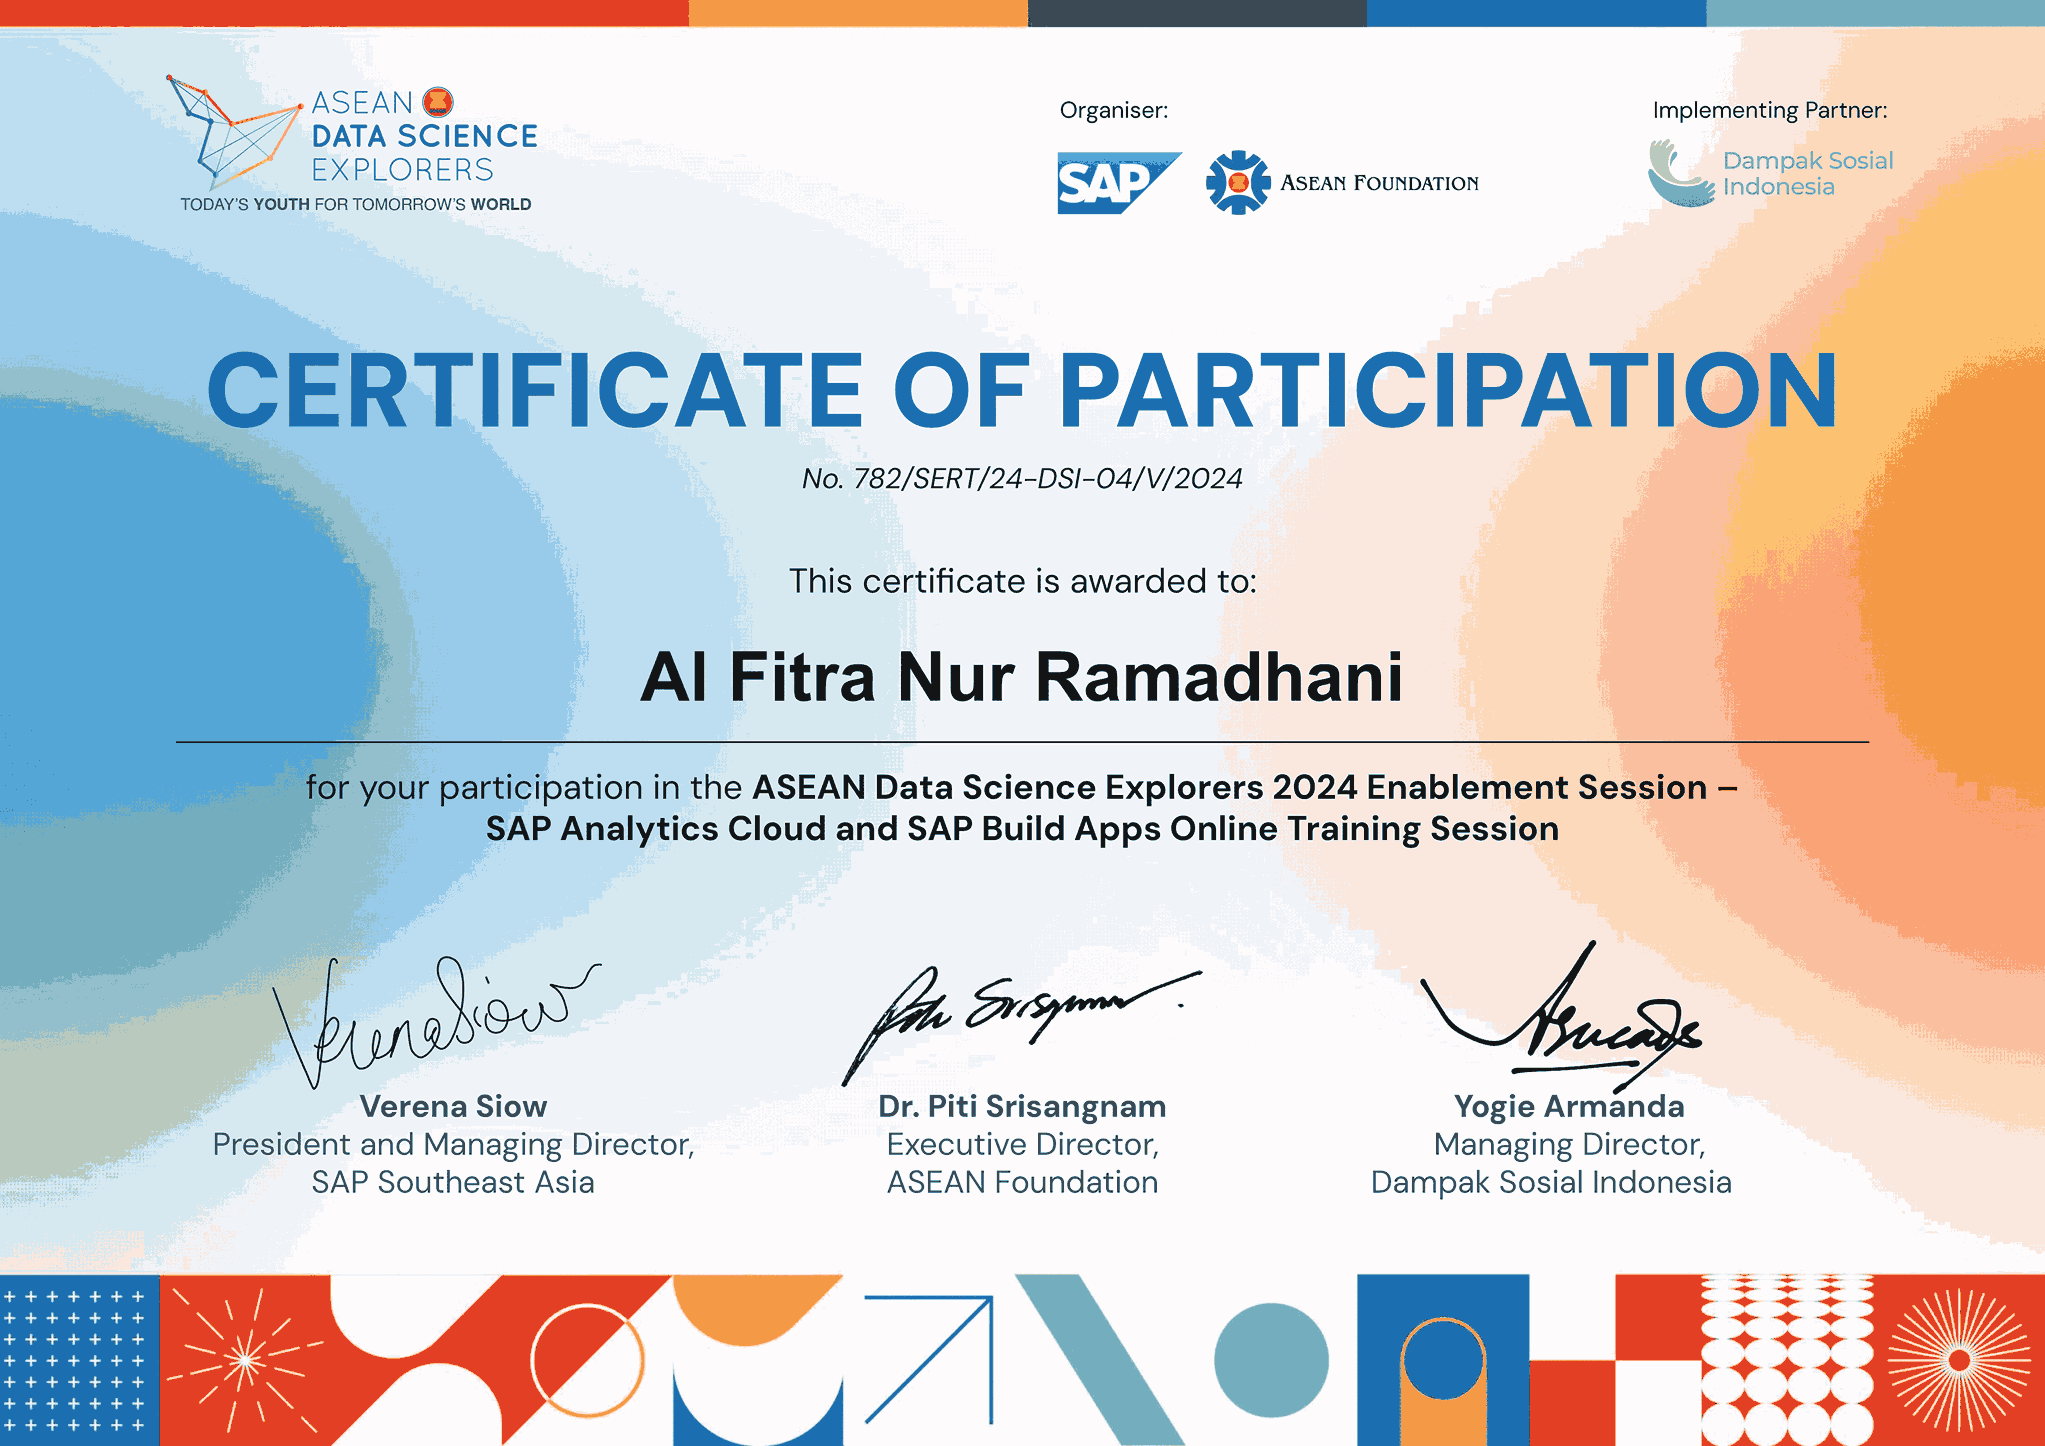 ASEAN
DATA SCIENCE
EXPLORERS
TODAY'S YOUTH FOR TOMORROW'S WORLD
Organiser:
SAP
ASEAN FOUNDATION
Implementing Partner:
Dampak Sosial
Indonesia
CERTIFICATE OF PARTICIPATION
No. 782/SERT/24-DSI-04/V/2024
This certificate is awarded to:
Al Fitra Nur Ramadhani
for your participation in the ASEAN Data Science Explorers 2024 Enablement Session –
SAP Analytics Cloud and SAP Build Apps Online Training Session
Verena Siow
Verena Siow
President and Managing Director,
SAP Southeast Asia
Dr. Piti Srisangnam
Executive Director,
ASEAN Foundation
Yogie Armanda
Managing Director,
Dampak Sosial Indonesia